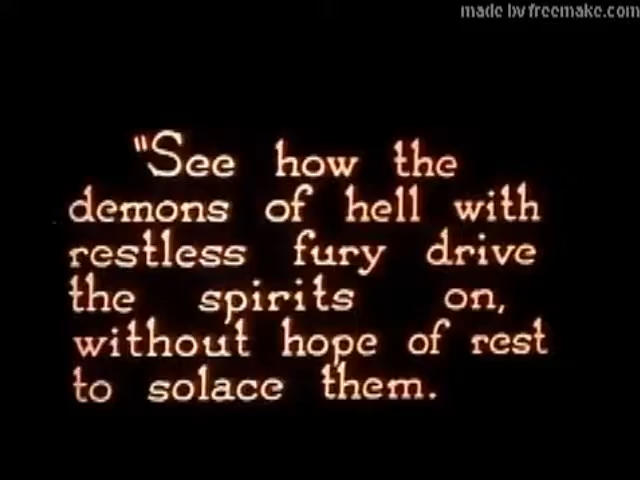 made by freemake.com
"See how the
demons of hell with
restless fury drive
the spirits on,
without hope of rest
to solace them.